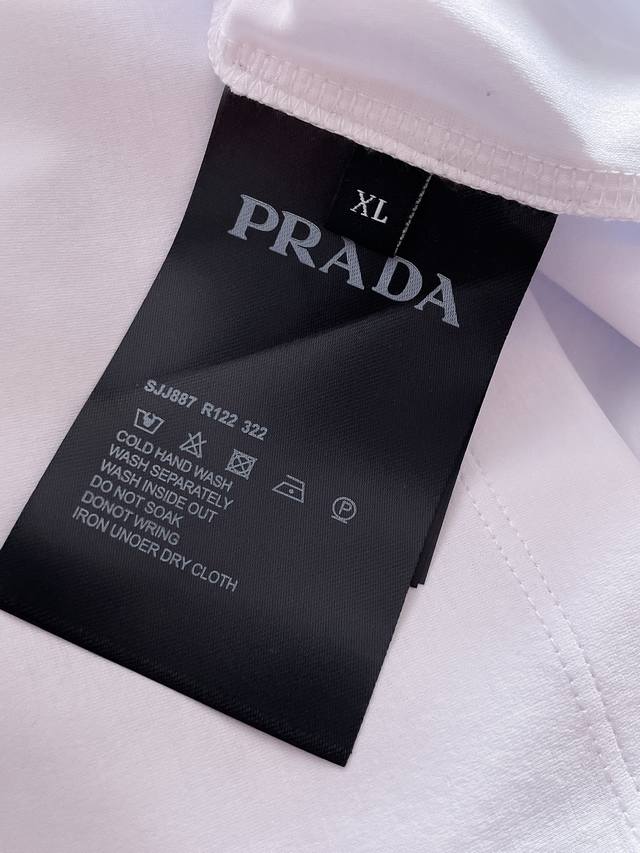 XL
PRADA
SJJ887 R122 322
COLD HAND WASH
WASH SEPARATELY
WASH INSIDE OUT
DO NOT SOAK
DONOT WRING
IRON UNOER DRY CLOTH
P